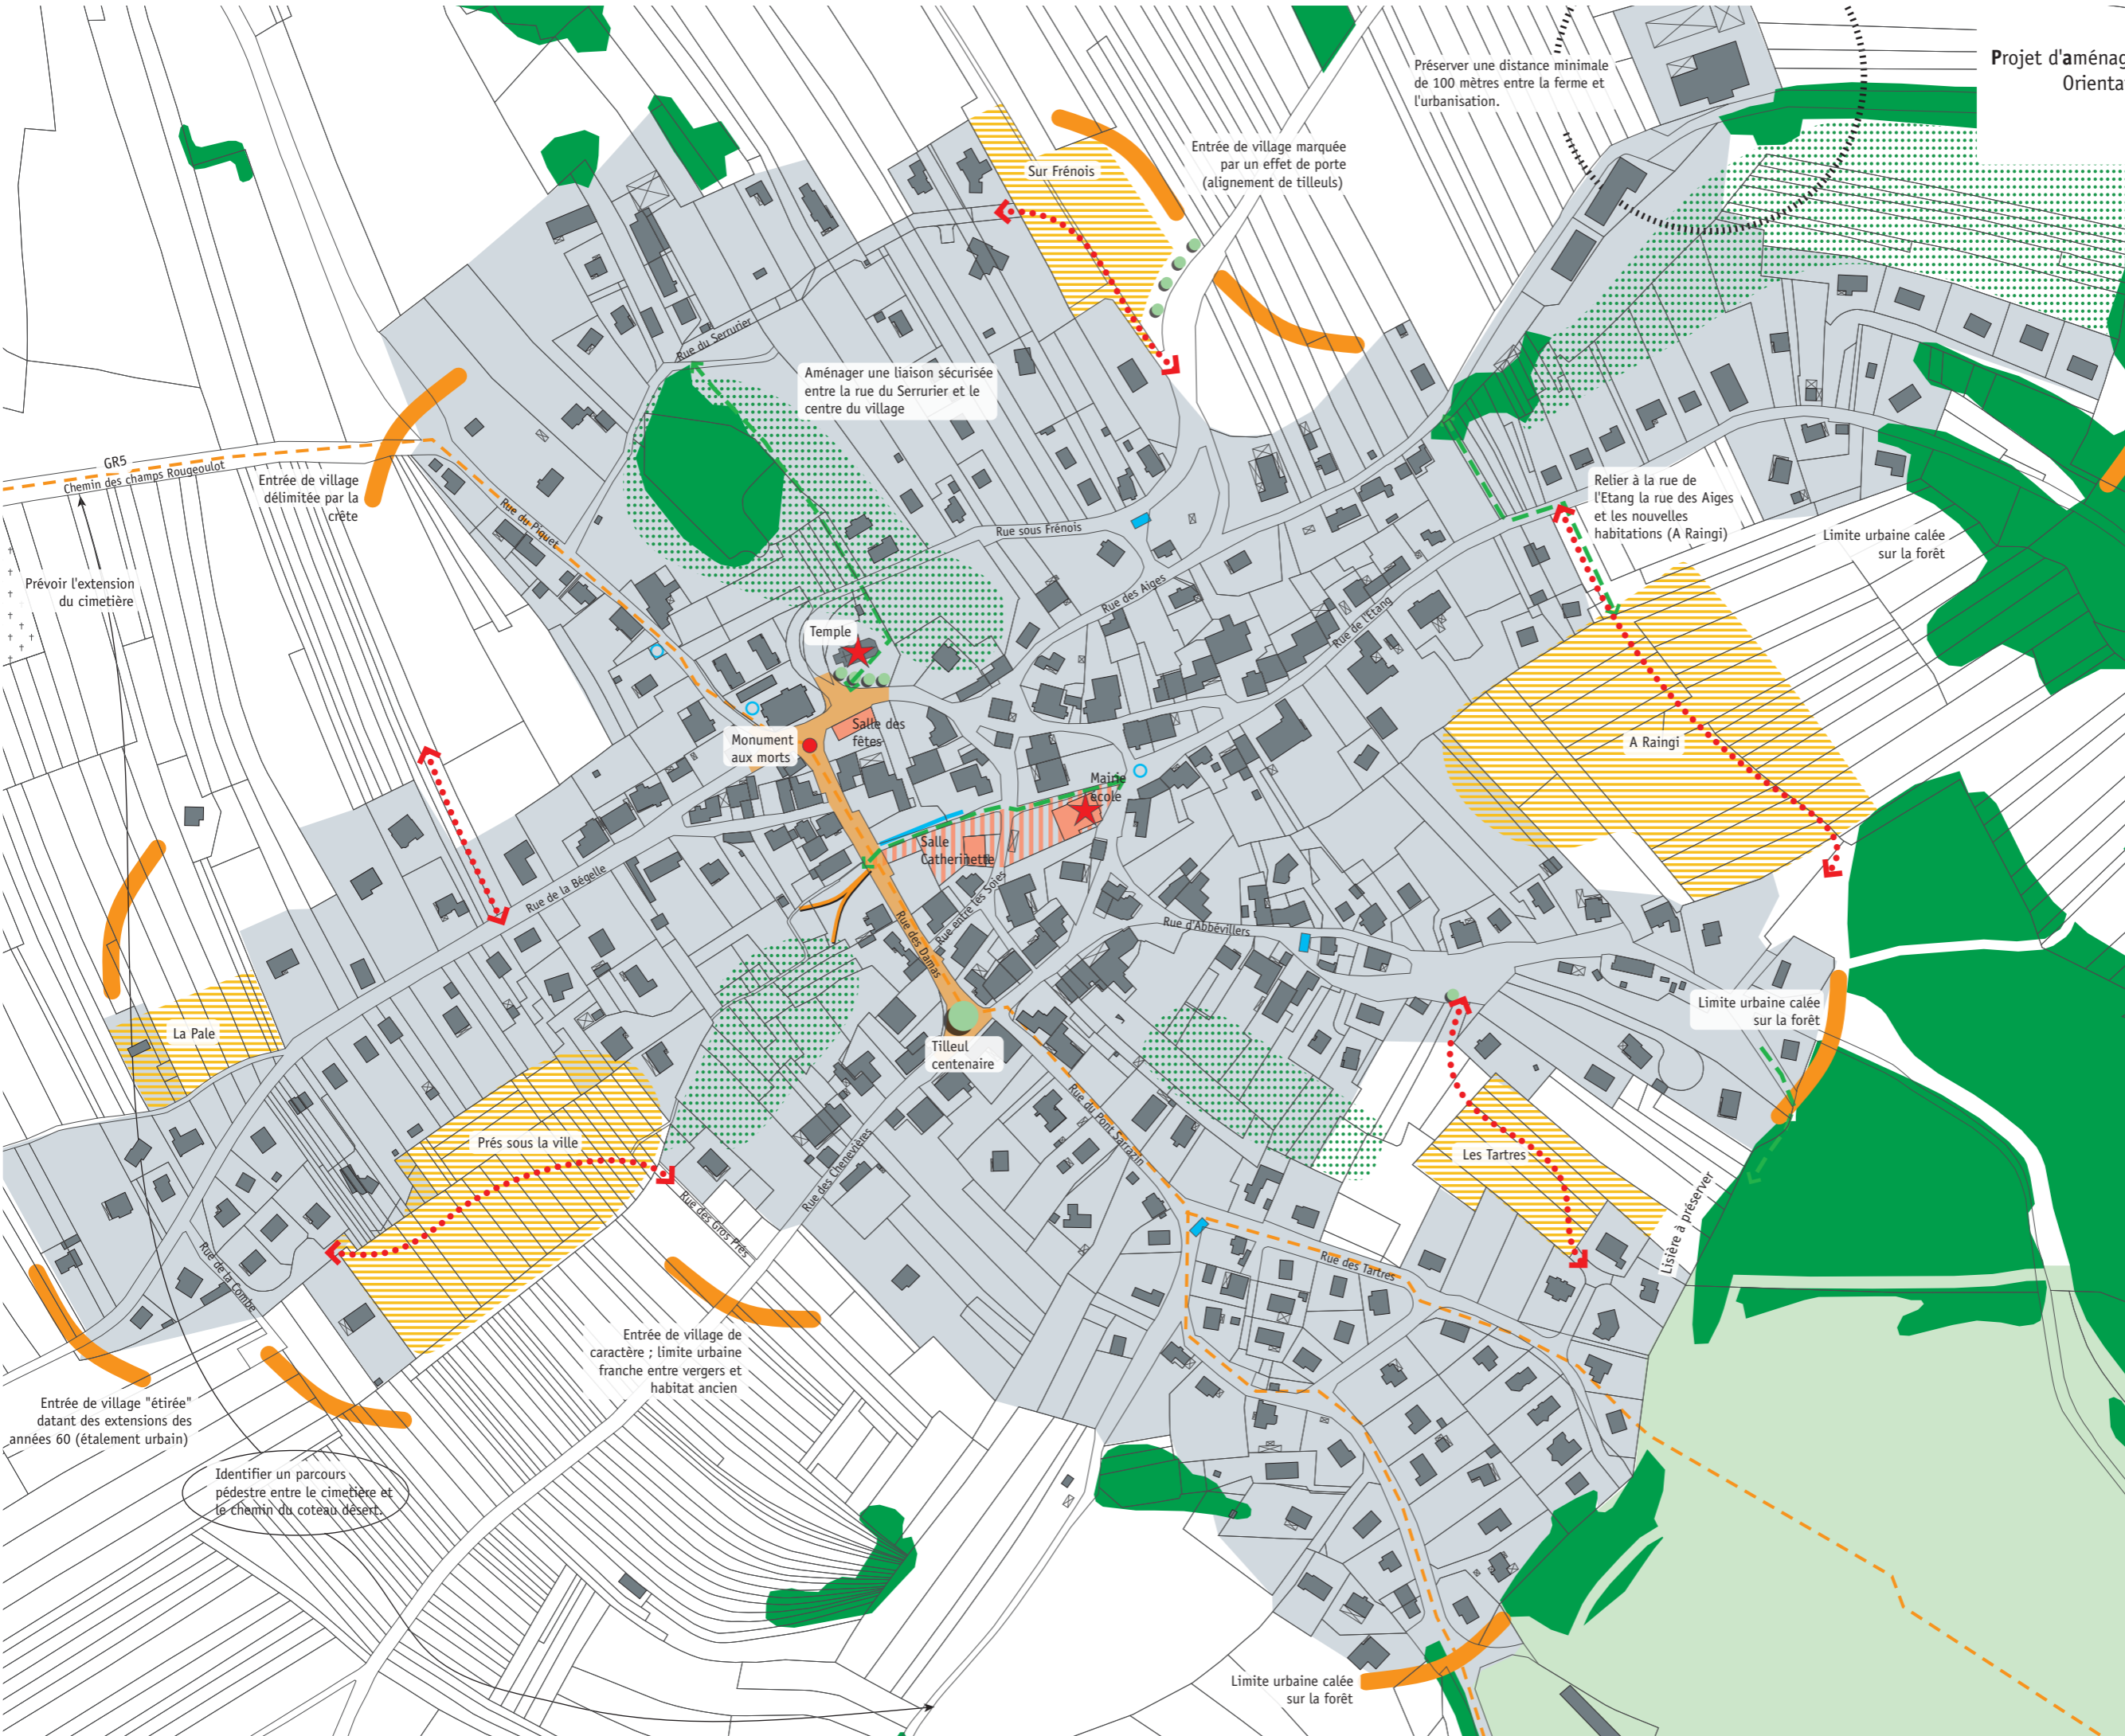 Projet d'aménag
Orienta
Préserver une distance minimale
de 100 mètres entre la ferme et
l'urbanisation.
Entrée de village marquée
par un effet de porte
(alignement de tilleuls)
Sur Frénois
Rue du Serrurier
Aménager une liaison sécurisée
entre la rue du Serrurier et le
centre du village
GR5
Chemin des champs Rougeoulot
Entrée de village
délimitée par la
crête
Rue du Piquet
Rue sous Frénois
Relier à la rue de
l'Etang la rue des Aiges
et les nouvelles
habitations (A Raingi)
Limite urbaine calée
sur la forêt
Prévoir l'extension
du cimetière
Rue des Aiges
Rue de l'Etang
Temple
Salle des
fêtes
Monument
aux morts
A Raingi
Mairie
école
Salle
Catherinette
Rue de la Bégelle
Rue entre les Soies
Rue des Damas
Rue d'Abbévillers
Limite urbaine calée
sur la forêt
La Pale
Tilleul
centenaire
Prés sous la ville
Rue du Pont Sarrazin
Les Tartres
Rue des Chenevières
Rue des Gros Prés
Lisière à préserver
Rue de la Combe
Rue des Tartres
Entrée de village de
caractère ; limite urbaine
franche entre vergers et
habitat ancien
Entrée de village "étirée"
datant des extensions des
années 60 (étalement urbain)
Identifier un parcours
pédestre entre le cimetière et
le chemin du coteau désert.
Limite urbaine calée
sur la forêt